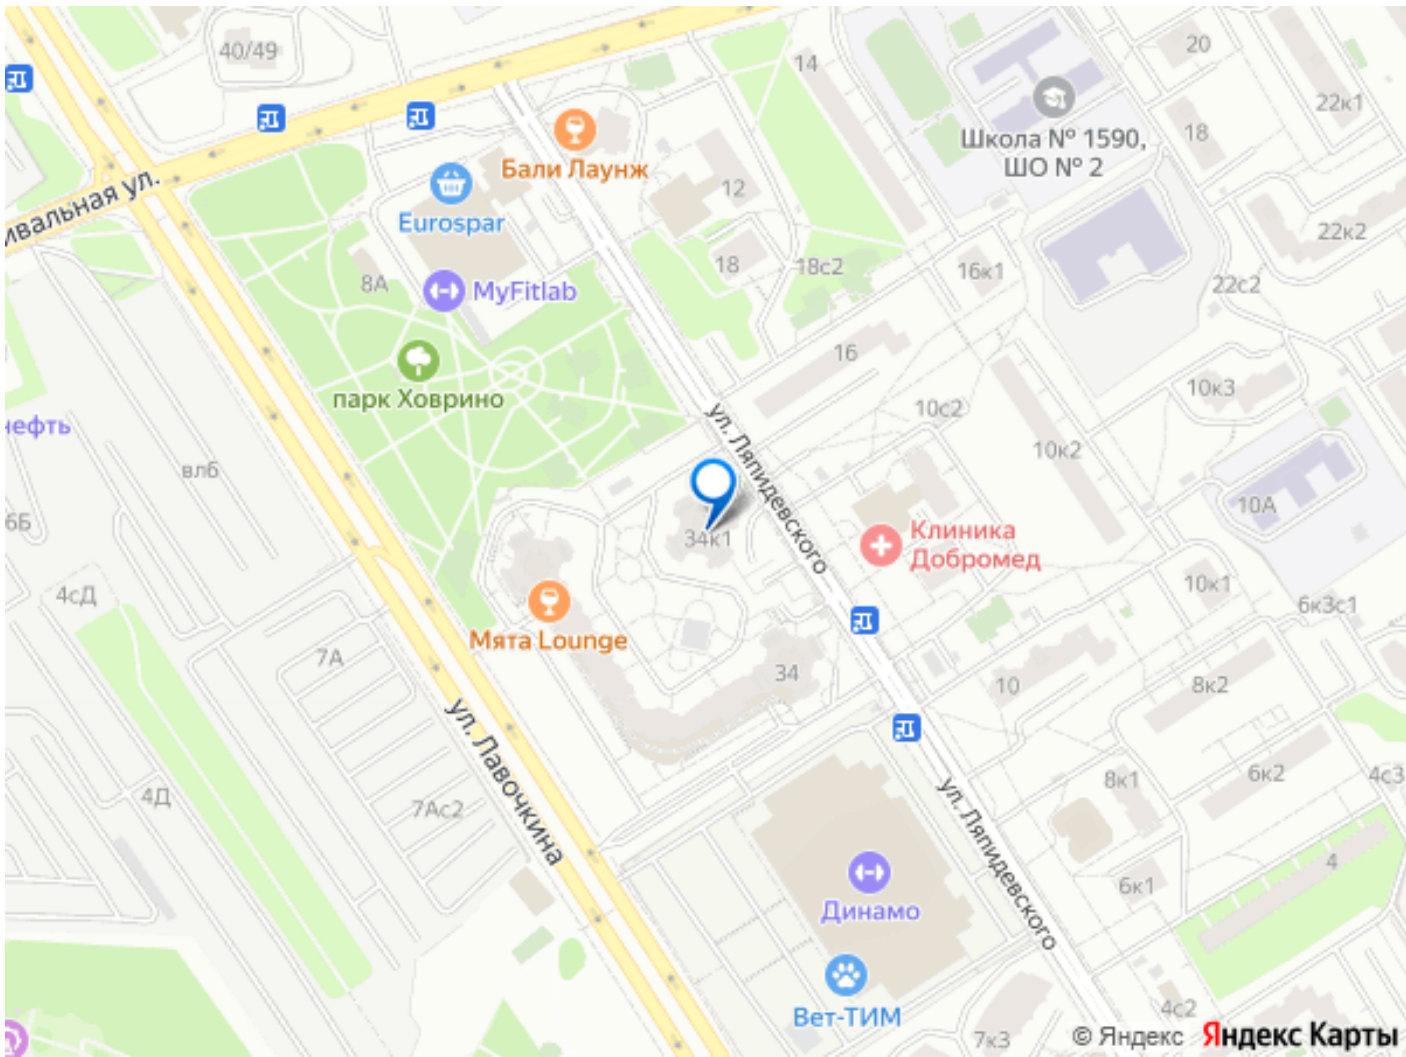 40/49
14
20
22к1
18
Школа № 1590,
ШО № 2
Бали Лаунж
12
Eurospar
ивальная ул.
22к2
18
18с2
16к1
22с2
8А
MyFitlab
16
парк Ховрино
10к3
10с2
ул. Ляпидевского
нефть
10к2
вл6
10А
6Б
34к1
Клиника
Добромед
10к1
4сД
6к3с1
Мята Lounge
7А
34
10
8к2
ул. Лавочкина
4Д
7Ас2
8к1
6к2
4с3
ул. Ляпидевского
4
6к1
Динамо
Вет-ТИМ
4с2
7к3
© Яндекс Яндекс Карты